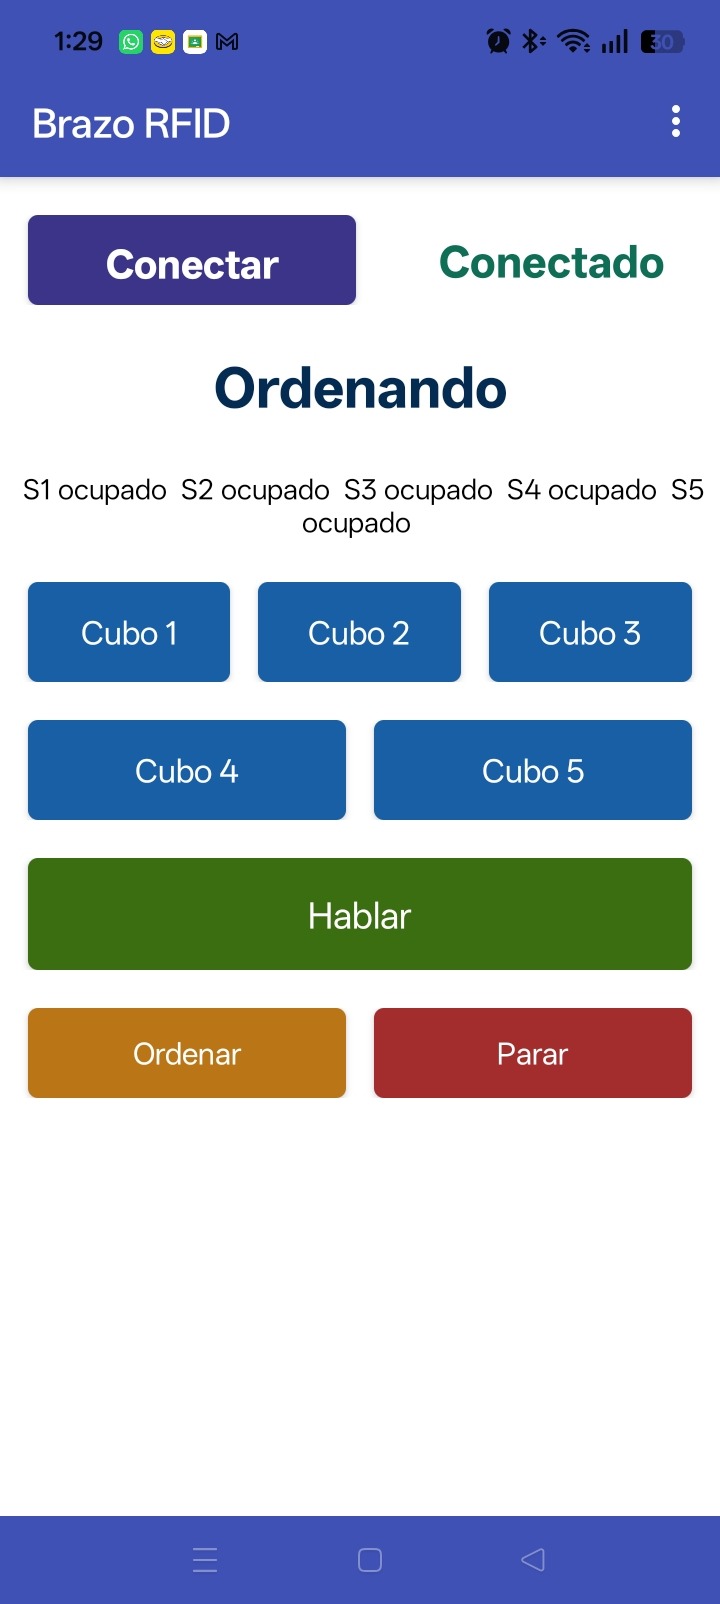 1:29
30
Brazo RFID
Conectar
Conectado
Ordenando
S1 ocupado S2 ocupado S3 ocupado S4 ocupado S5
ocupado
Cubo 1
Cubo 2
Cubo 3
Cubo 4
Cubo 5
Hablar
Ordenar
Parar